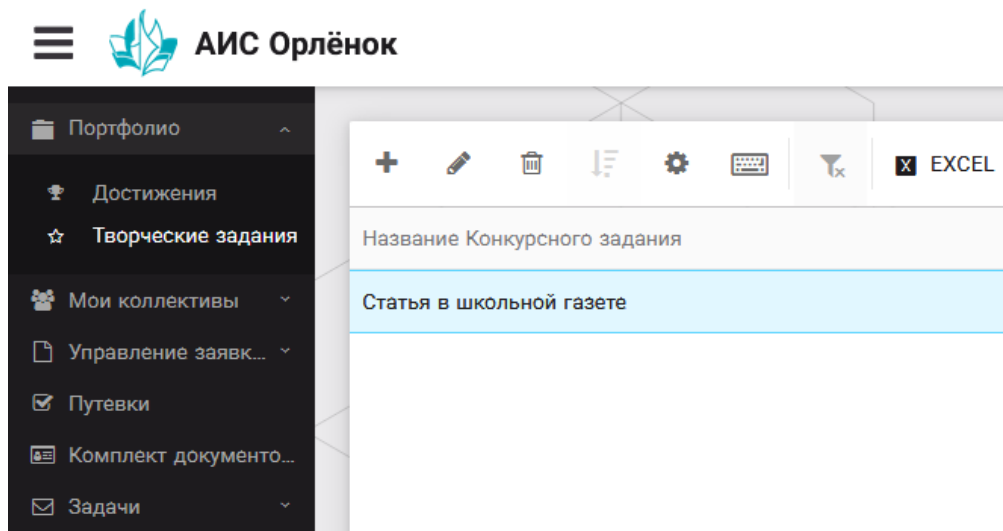 АИС Орлёнок
Портфолио
Достижения
Творческие задания
Мои коллективы
Управление заявк...
Путевки
Комплект документо...
Задачи
X EXCEL
Название Конкурсного задания
Статья в школьной газете